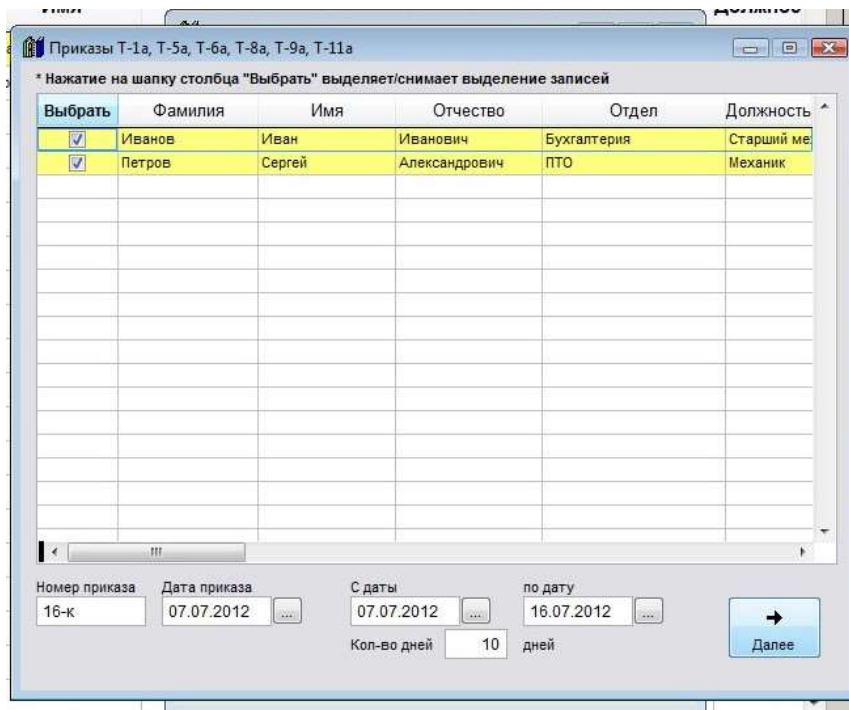 Приказы Т-1а, Т-5а, Т-6а, Т-8а, Т-9а, Т-11а
* Нажатие на шапку столбца "Выбрать" выделяет/снимает выделение записей
Выбрать Фамилия Имя Отчество Отдел Должность
Иванов Иван Иванович Бухгалтерия Старший ме
Петров Сергей Александрович ПТО Механик
Номер приказа Дата приказа С даты по дату
16-к 07.07.2012 ... 07.07.2012 ... 16.07.2012 ...
Кол-во дней 10 дней
Далее